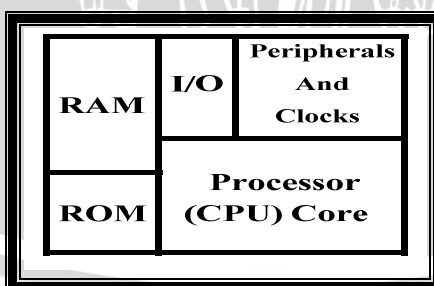 RAM
I/O
Peripherals
And
Clocks
ROM
Processor
(CPU) Core